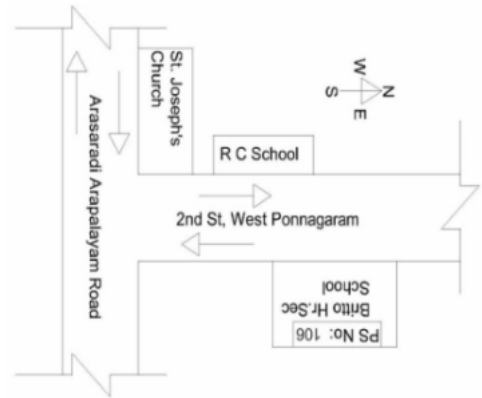 St. Joseph's
Church
W
N
S
E
R C School
Arasaradi Arapalayam Road
2nd St, West Ponnagaram
Britto Hr.Sec
School
PS No: 106